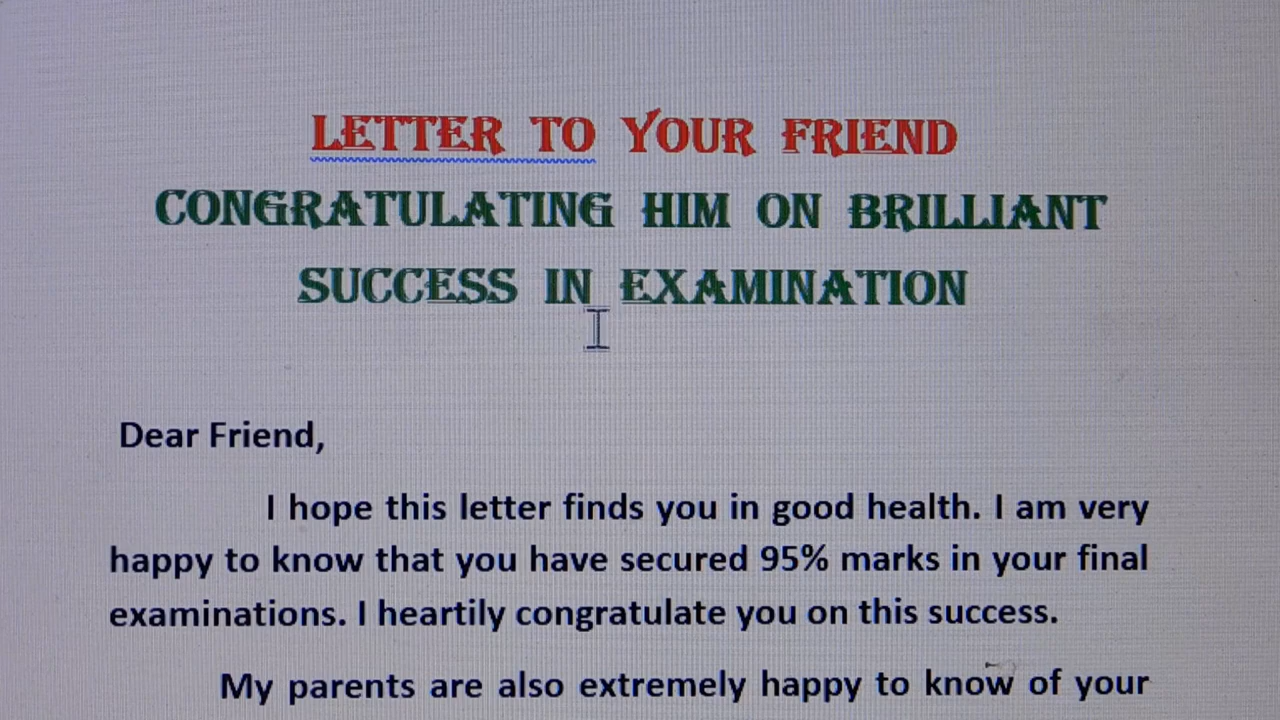 LETTER TO YOUR FRIEND
CONGRATULATING HIM ON BRILLIANT
SUCCESS IN EXAMINATION
Dear Friend,
I hope this letter finds you in good health. I am very
happy to know that you have secured 95% marks in your final
examinations. I heartily congratulate you on this success.
My parents are also extremely happy to know of your